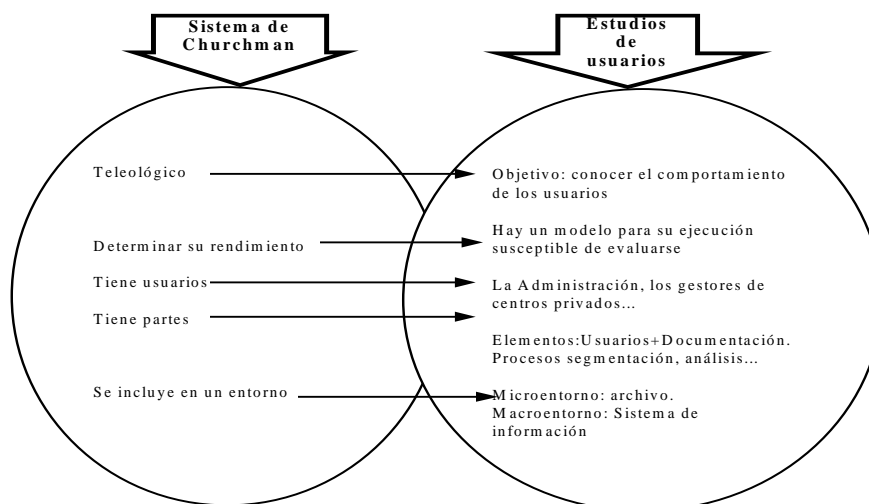 Sistema de
Churchman
Estudios
de
usuarios
Teleológico
Objetivo: conocer el comportamiento
de los usuarios
Determinar su rendimiento
Hay un modelo para su ejecución
susceptible de evaluarse
Tiene usuarios
La Administración, los gestores de
centros privados...
Tiene partes
Elementos:Usuarios+Documentación.
Procesos segmentación, análisis...
Se incluye en un entorno
Microentorno: archivo.
Macroentorno: Sistema de
información